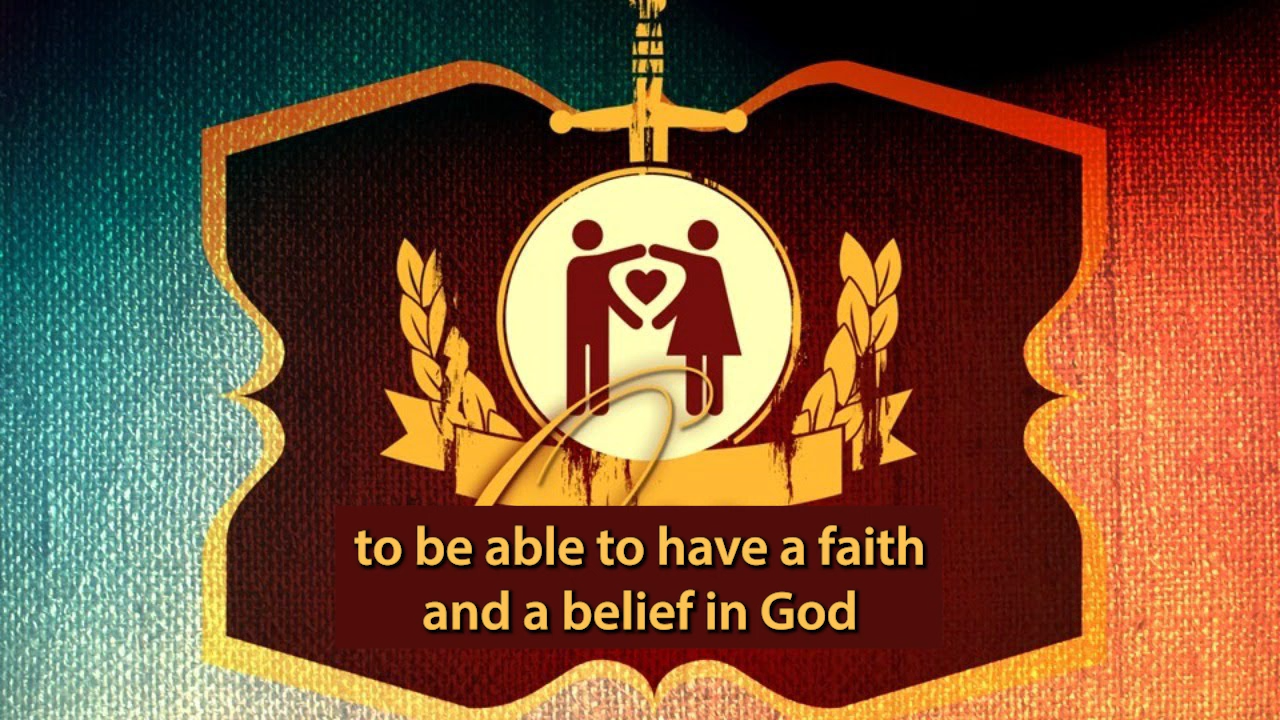 to be able to have a faith
and a belief in God